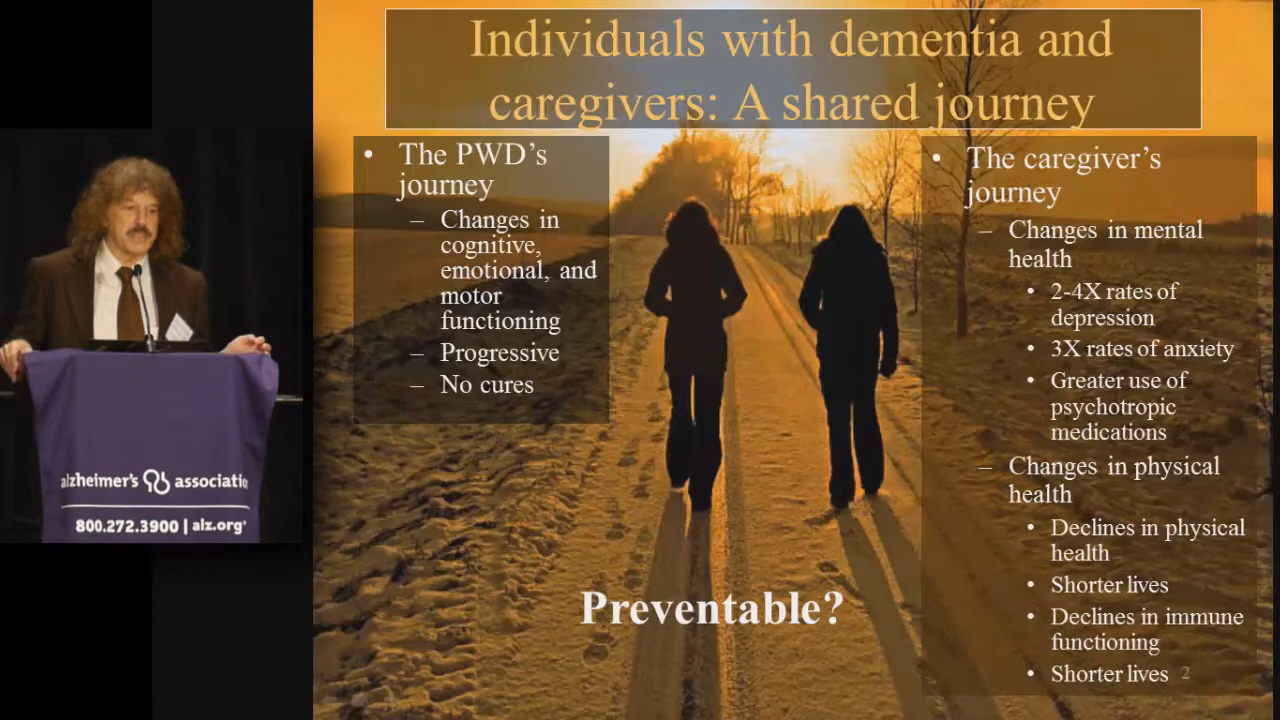 Individuals with dementia and
caregivers: A shared journey
• The PWD’s
journey
– Changes in
cognitive,
emotional, and
motor
functioning
– Progressive
– No cures
• The caregiver’s
journey
– Changes in mental
health
• 2-4X rates of
depression
• 3X rates of anxiety
• Greater use of
psychotropic
medications
– Changes in physical
health
• Declines in physical
health
• Shorter lives
• Declines in immune
functioning
• Shorter lives 2
Preventable?
alzheimer's associatio
800.272.3900 | alz.org®